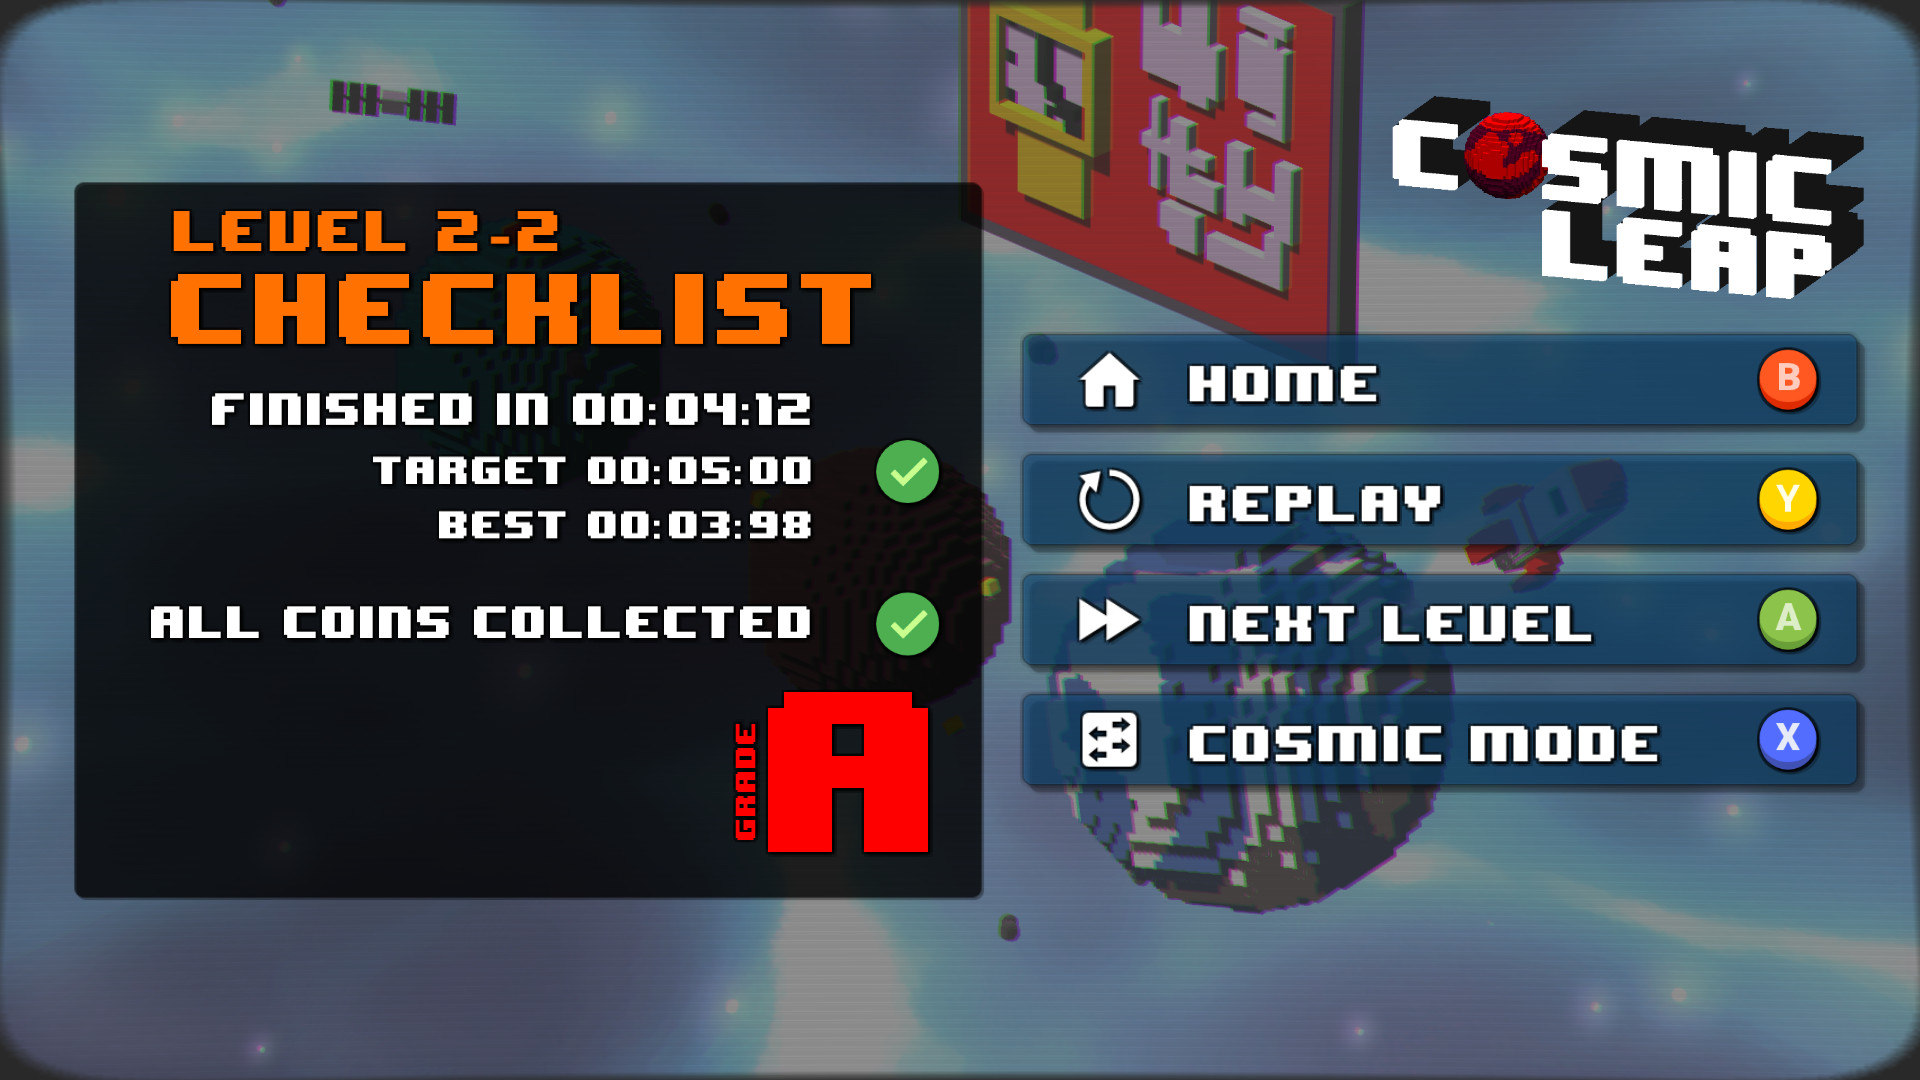 COSMIC
LEAP
LEVEL 2-2
CHECKLIST
FINISHED IN 00:04:12
TARGET 00:05:00
BEST 00:03:98
ALL COINS COLLECTED
GRADE
A
HOME B
REPLAY Y
NEXT LEVEL A
COSMIC MODE X